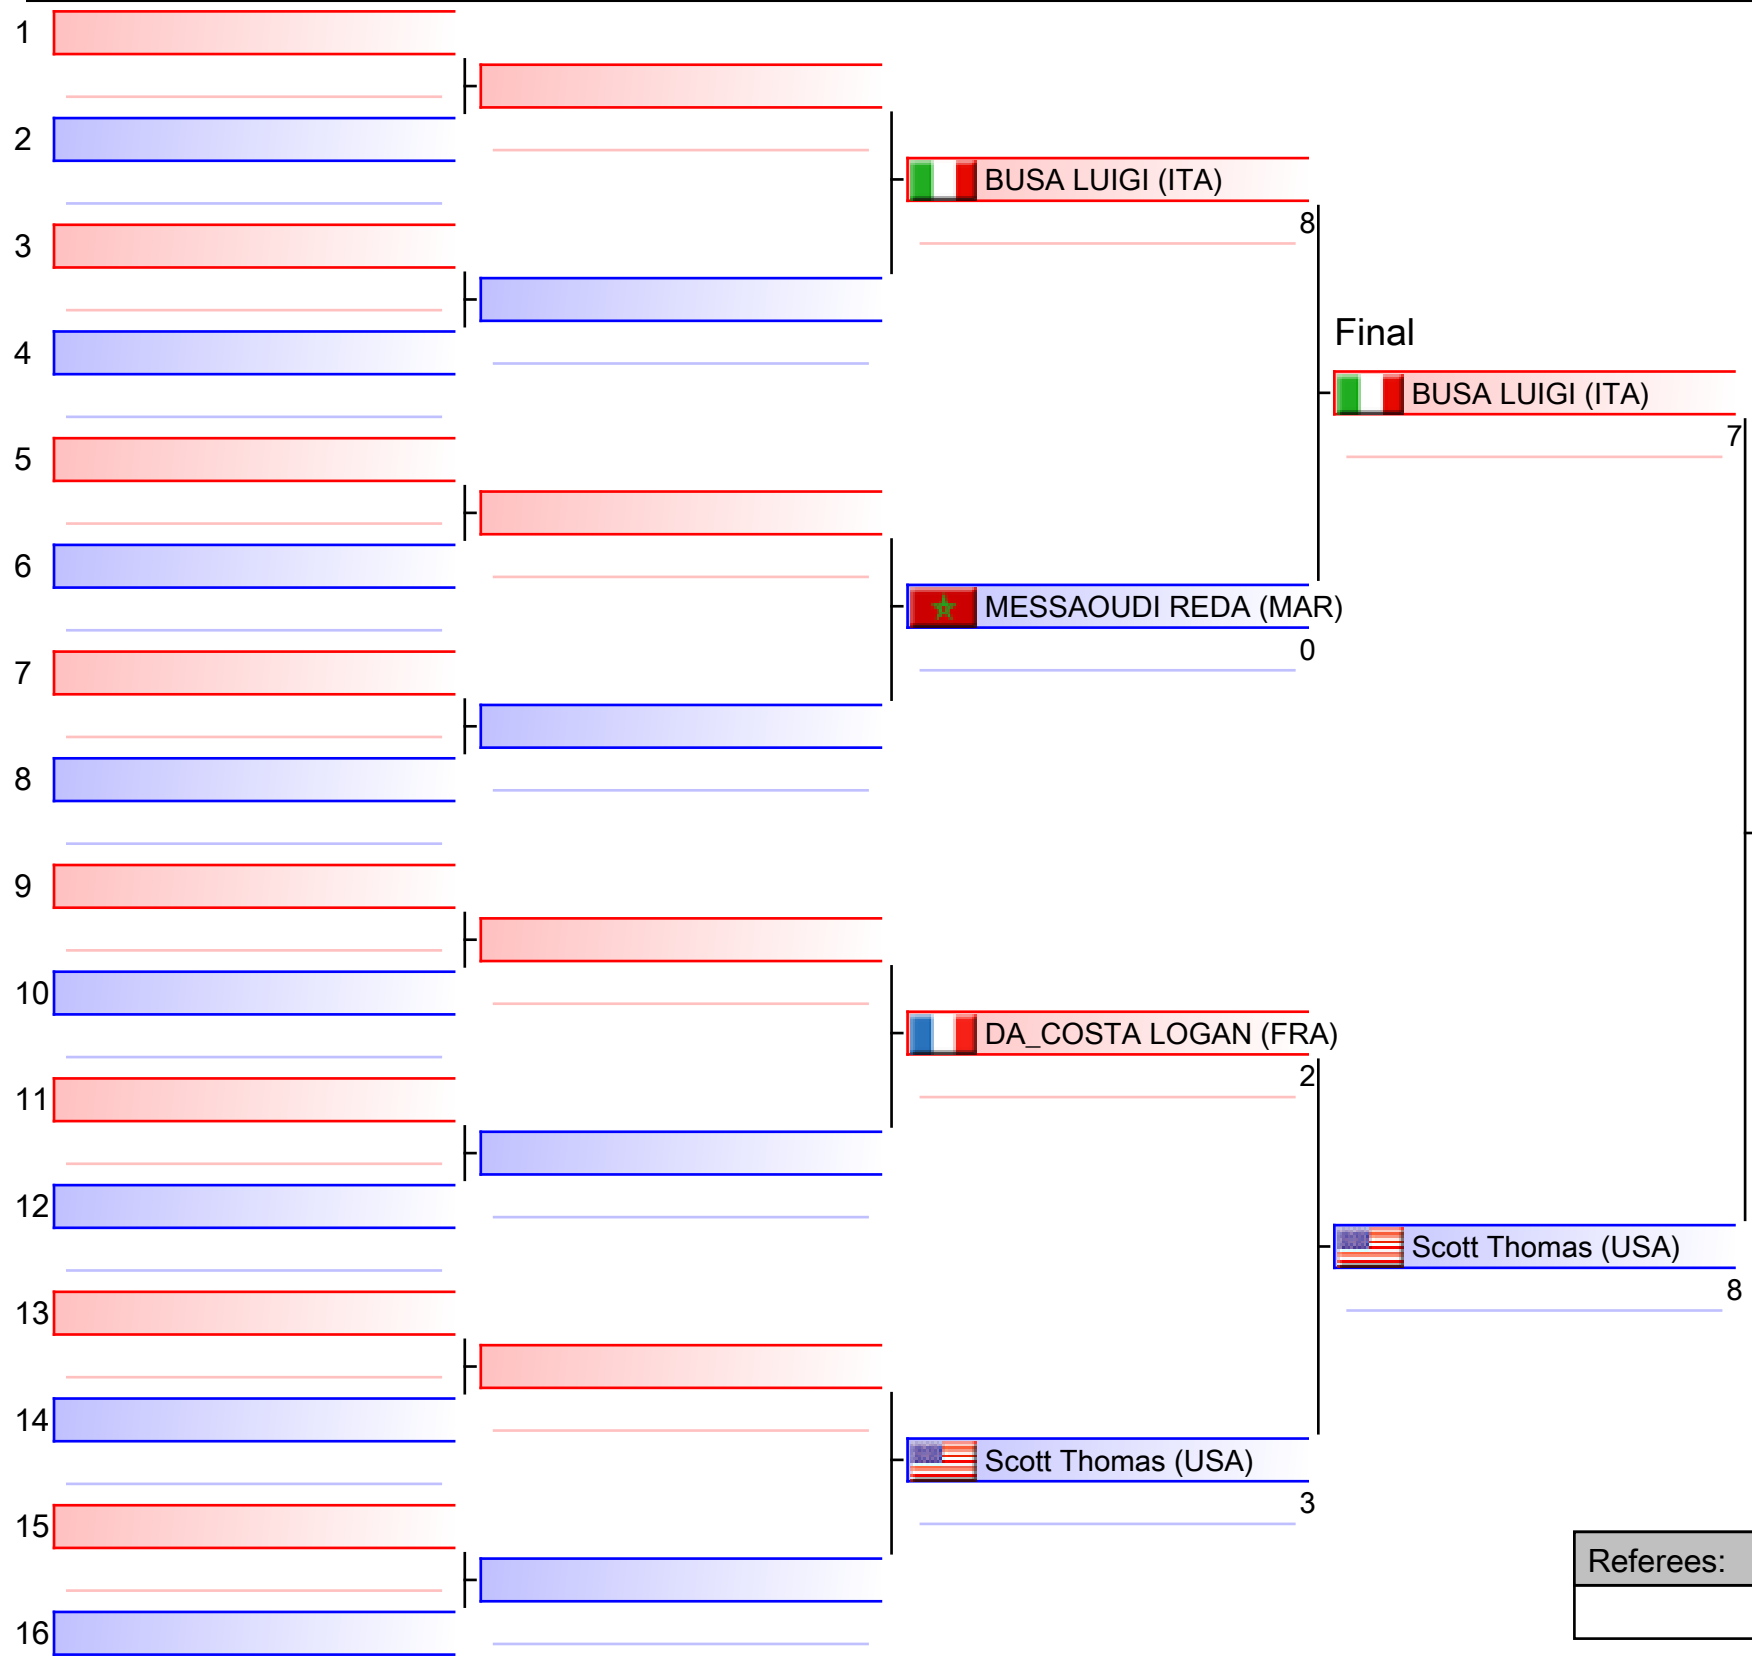 1
2
BUSA LUIGI (ITA)
8
3
Final
4
BUSA LUIGI (ITA)
7
5
6
MESSAOUDI REDA (MAR)
0
7
8
9
10
DA_COSTA LOGAN (FRA)
2
11
12
Scott Thomas (USA)
8
13
14
Scott Thomas (USA)
3
15
Referees:
16